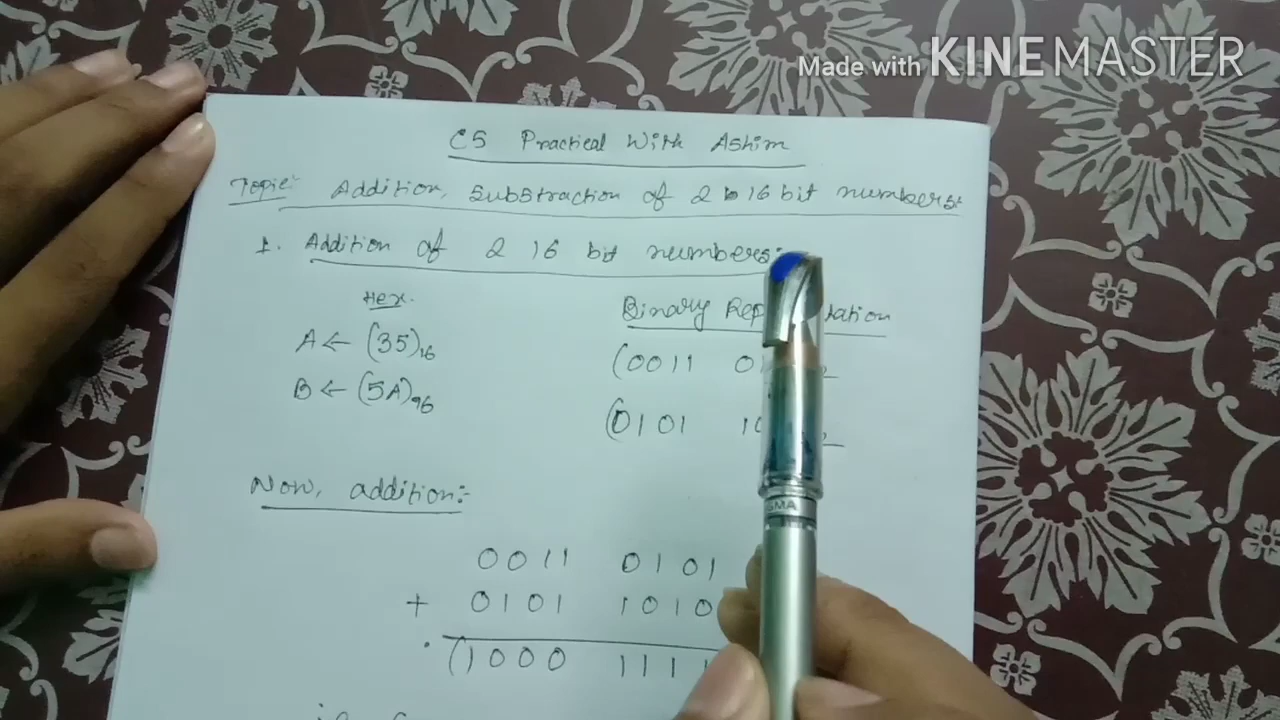 Made with KINEMASTER
CS Practical With Ashim
Topic: Addition, Substraction of 2 16 bit numbers:
1. Addition of 2 16 bit numbers:
Hex. Binary
A ← (35)16 (0011
B ← (5A)16 (0101
Now, addition:-
0011 0101
+ 0101 1010
(1000 1111
GMA